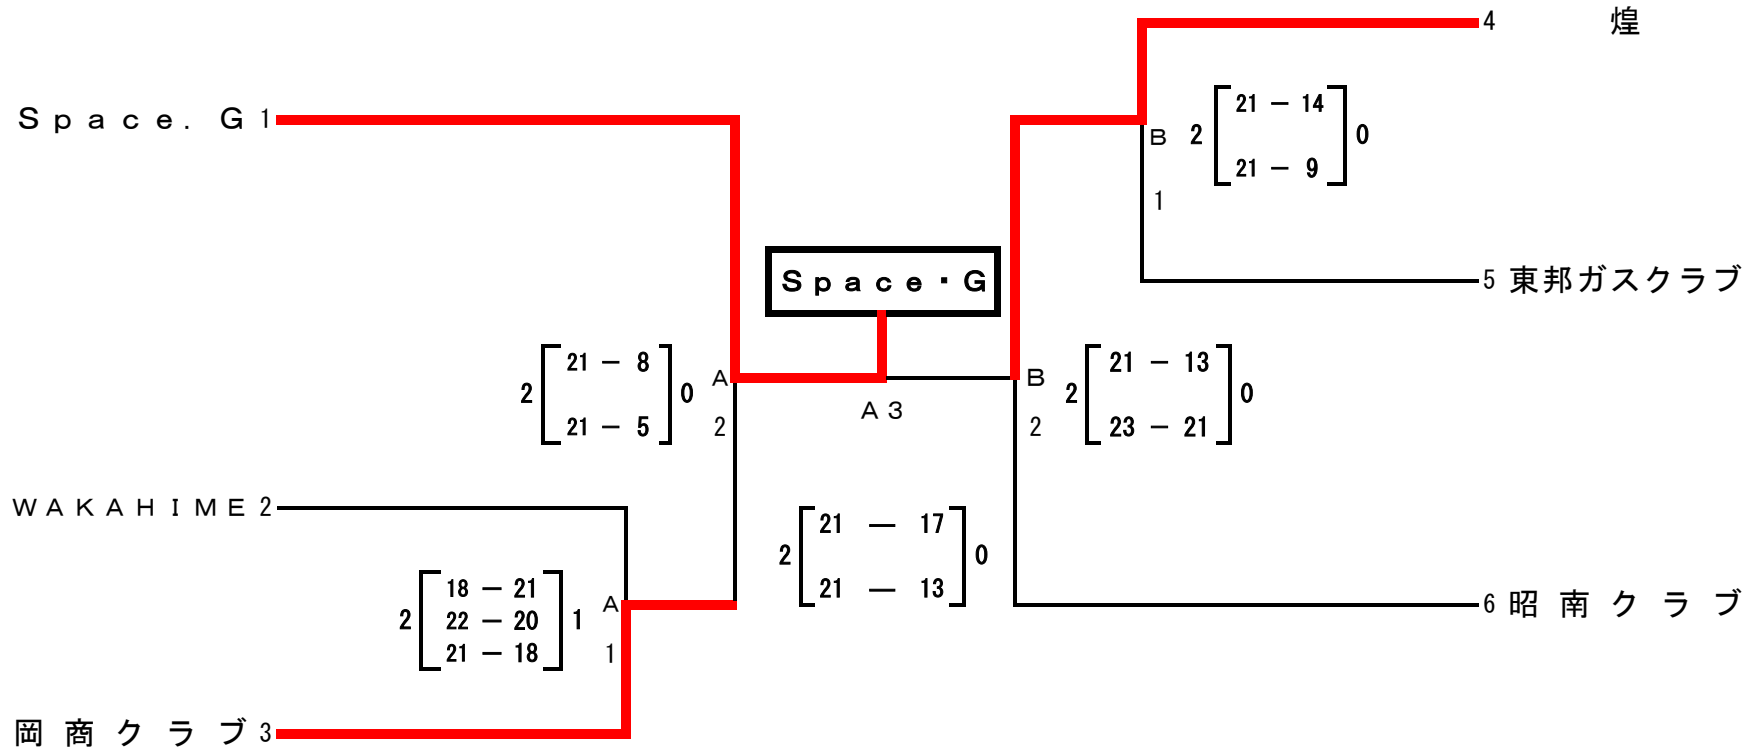 4 煌
Ｓｐａｃｅ．Ｇ 1
21 － 14
B 2 0
21 － 9
1
Ｓｐａｃｅ・Ｇ
5 東邦ガスクラブ
21 － 8
2 0 A
21 － 5
2
A 3
B 2 0
21 － 13
23 － 21
2
ＷＡＫＡＨＩＭＥ 2
21 － 17
2 0
21 － 13
18 － 21
2 22 － 20 1 A
21 － 18 1
6 昭南クラブ
岡商クラブ 3